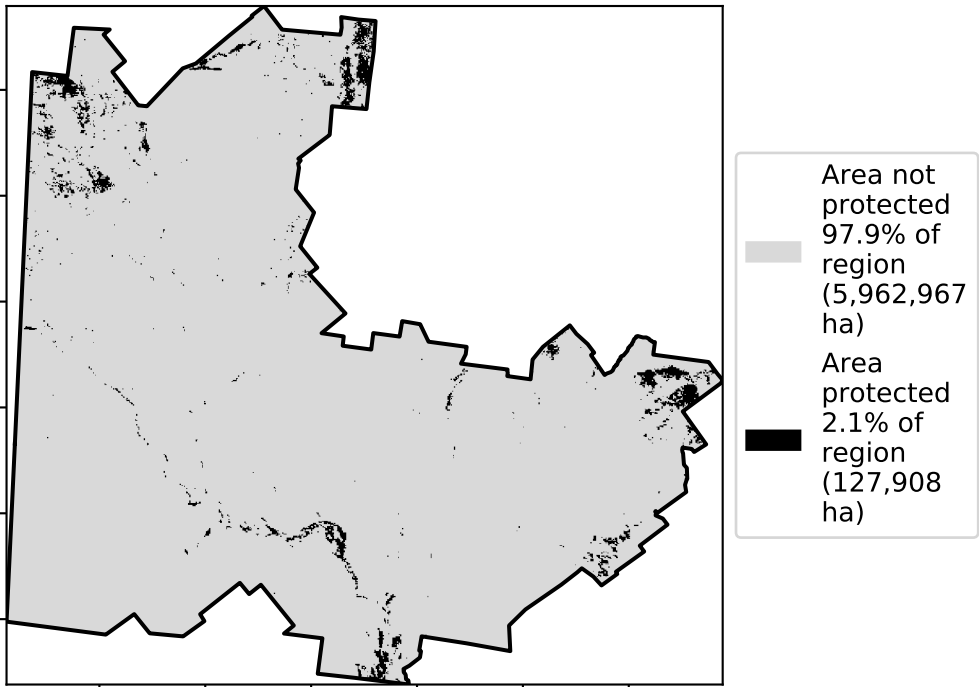 Area not
protected
97.9% of
region
(5,962,967
ha)
Area
protected
2.1% of
region
(127,908
ha)